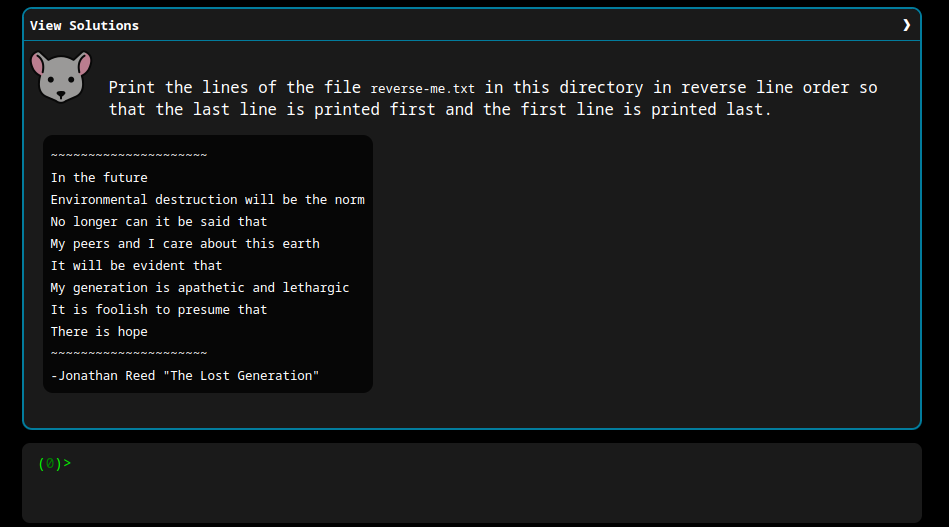 View Solutions ❯
Print the lines of the file reverse-me.txt in this directory in reverse line order so
that the last line is printed first and the first line is printed last.
~~~~~~~~~~~~~~~~~~~~~
In the future
Environmental destruction will be the norm
No longer can it be said that
My peers and I care about this earth
It will be evident that
My generation is apathetic and lethargic
It is foolish to presume that
There is hope
~~~~~~~~~~~~~~~~~~~~~
-Jonathan Reed "The Lost Generation"
(0)>